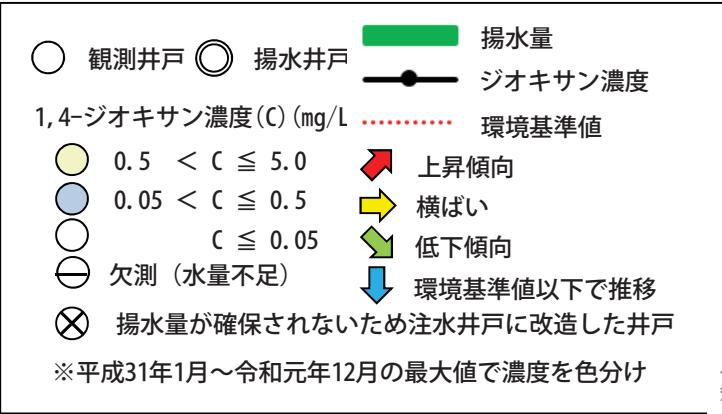 観測井戸 揚水井戸
1,4-ジオキサン濃度(C)(mg/L
0.5 < C ≦ 5.0
0.05 < C ≦ 0.5
C ≦ 0.05
欠測（水量不足）
揚水量
ジオキサン濃度
環境基準値
上昇傾向
横ばい
低下傾向
環境基準値以下で推移
揚水量が確保されないため注水井戸に改造した井戸
※平成31年1月～令和元年12月の最大値で濃度を色分け